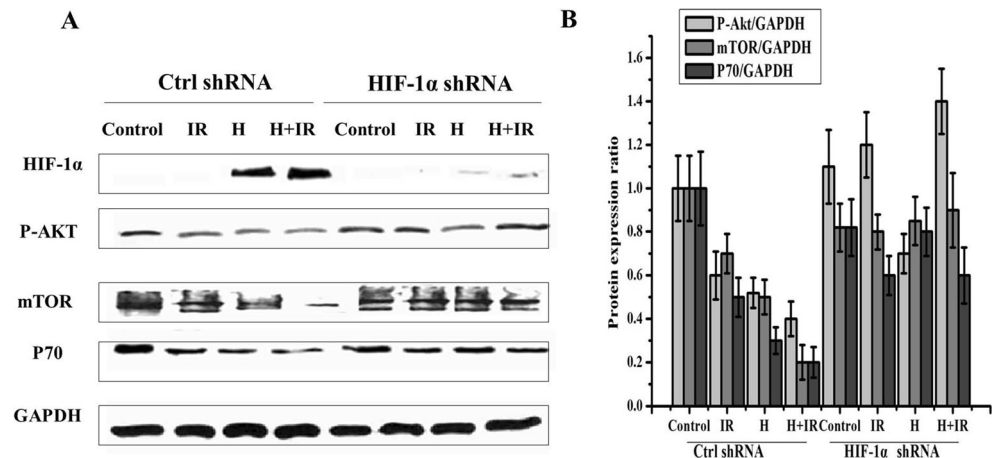 A
Ctrl shRNA HIF-1α shRNA
Control IR H H+IR Control IR H H+IR
HIF-1α
P-AKT
mTOR
P70
GAPDH
B
P-Akt/GAPDH
mTOR/GAPDH
P70/GAPDH
Protein expression ratio
1.6
1.4
1.2
1.0
0.8
0.6
0.4
0.2
0.0
Control IR H H+IR Control IR H H+IR
Ctrl shRNA HIF-1α shRNA